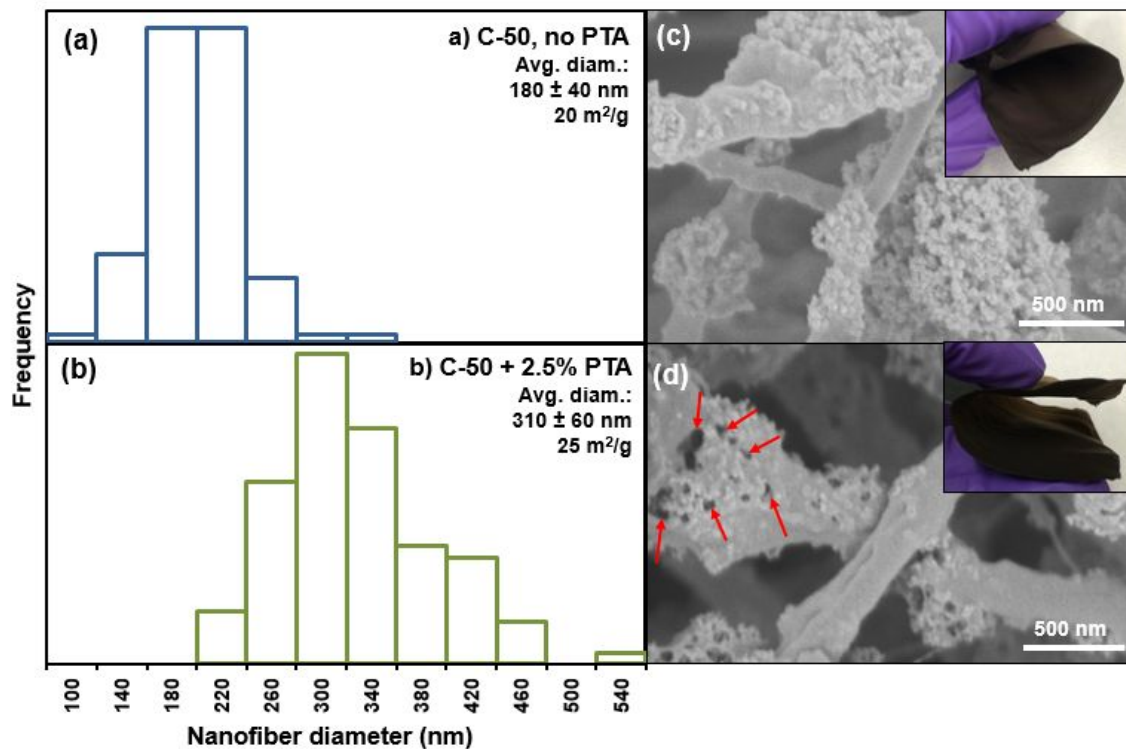 (a)
a) C-50, no PTA
Avg. diam.:
180 ± 40 nm
20 m²/g
(c)
500 nm
Frequency
(b)
b) C-50 + 2.5% PTA
Avg. diam.:
310 ± 60 nm
25 m²/g
(d)
500 nm
100 140 180 220 260 300 340 380 420 460 500 540
Nanofiber diameter (nm)